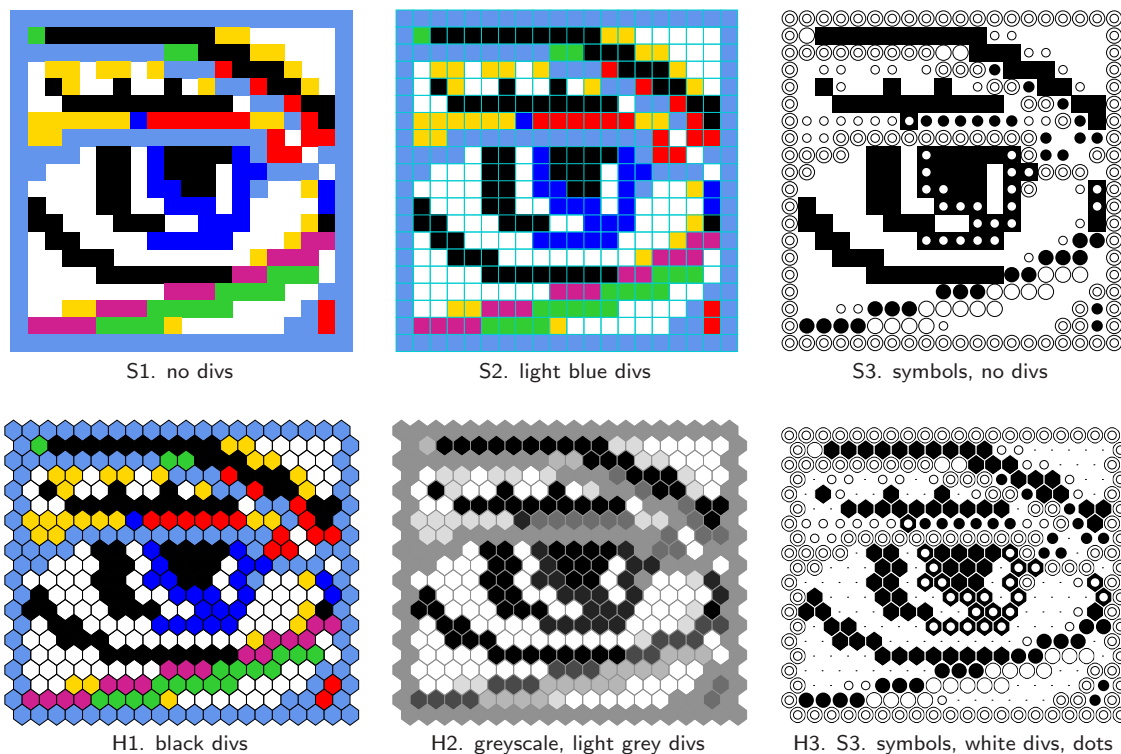 S1. no divs
S2. light blue divs
S3. symbols, no divs
H1. black divs
H2. greyscale, light grey divs
H3. S3. symbols, white divs, dots